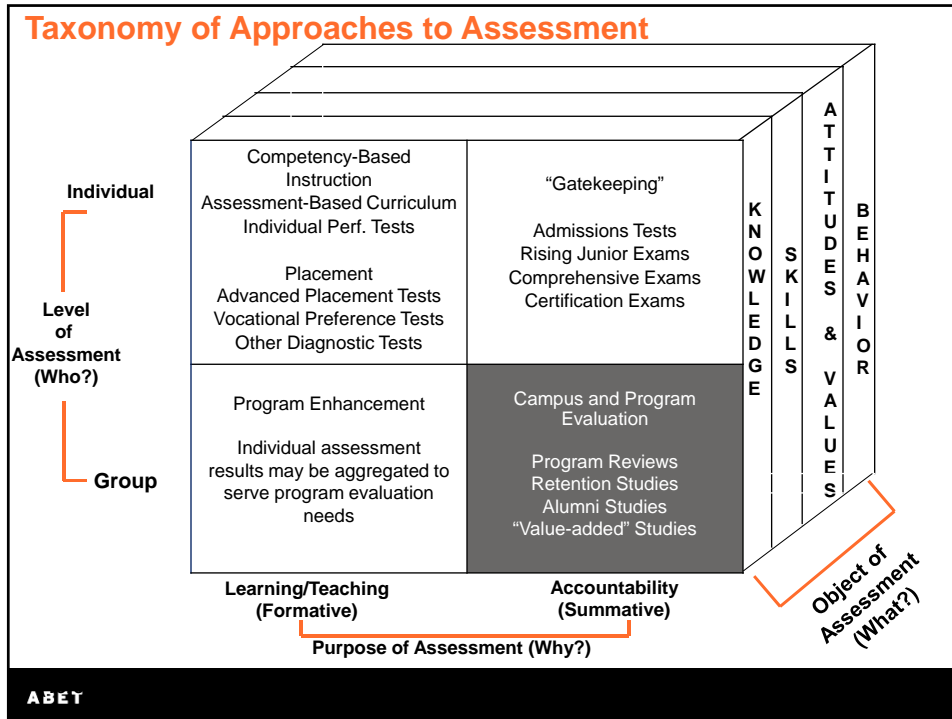 Taxonomy of Approaches to Assessment
Individual
Level
of
Assessment
(Who?)
Group
Competency-Based
Instruction
Assessment-Based Curriculum
Individual Perf. Tests
Placement
Advanced Placement Tests
Vocational Preference Tests
Other Diagnostic Tests
“Gatekeeping”
Admissions Tests
Rising Junior Exams
Comprehensive Exams
Certification Exams
Program Enhancement
Individual assessment
results may be aggregated to
serve program evaluation
needs
Campus and Program
Evaluation
Program Reviews
Retention Studies
Alumni Studies
“Value-added” Studies
KNOWLEDGE
SKILLS
ATTITUDES & VALUES
BEHAVIOR
Learning/Teaching
(Formative)
Accountability
(Summative)
Purpose of Assessment (Why?)
Object of
Assessment
(What?)
ABET